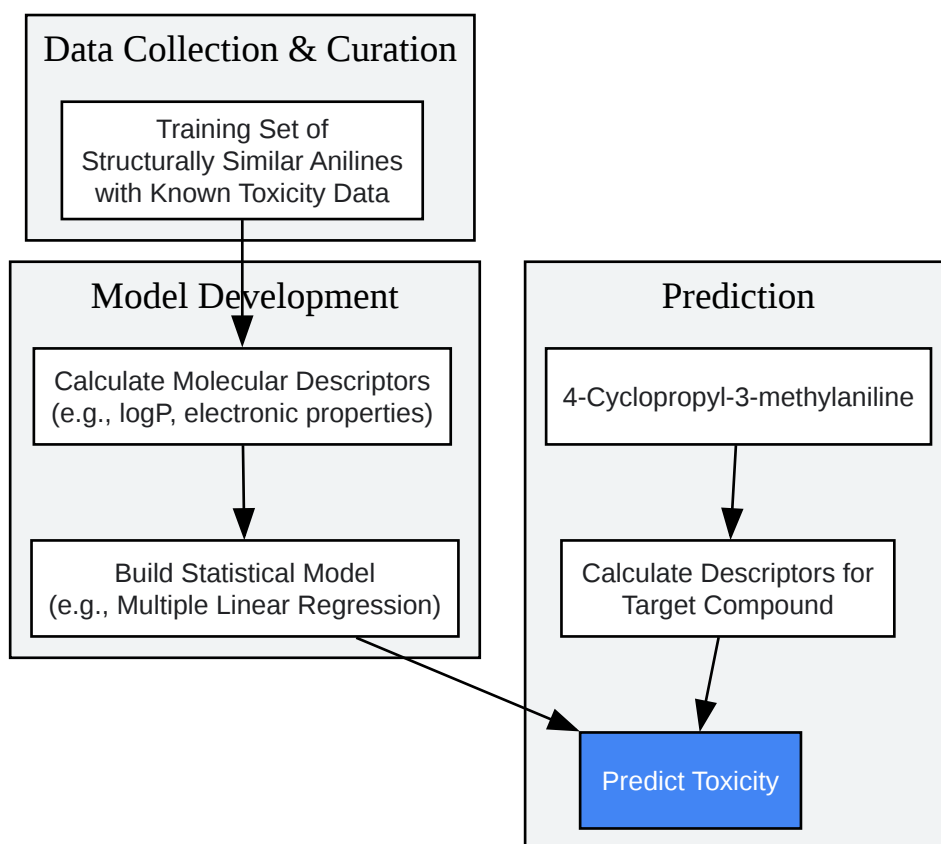 Data Collection & Curation
Training Set of
Structurally Similar Anilines
with Known Toxicity Data
Model Development
Calculate Molecular Descriptors
(e.g., logP, electronic properties)
Build Statistical Model
(e.g., Multiple Linear Regression)
Prediction
4-Cyclopropyl-3-methylaniline
Calculate Descriptors for
Target Compound
Predict Toxicity